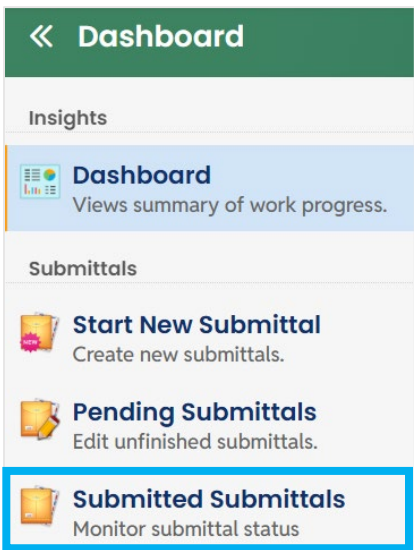 « Dashboard
Insights
Dashboard
Views summary of work progress.
Submittals
Start New Submittal
NEW
Create new submittals.
Pending Submittals
Edit unfinished submittals.
Submitted Submittals
Monitor submittal status